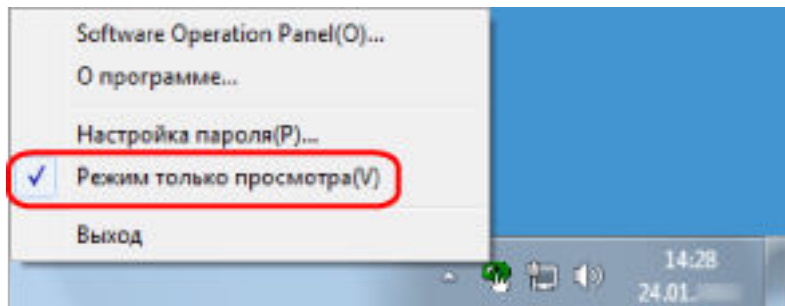 Software Operation Panel(O)...
О программе...
Настройка пароля(P)...
Режим только просмотра(V)
Выход
14:28
24.01.